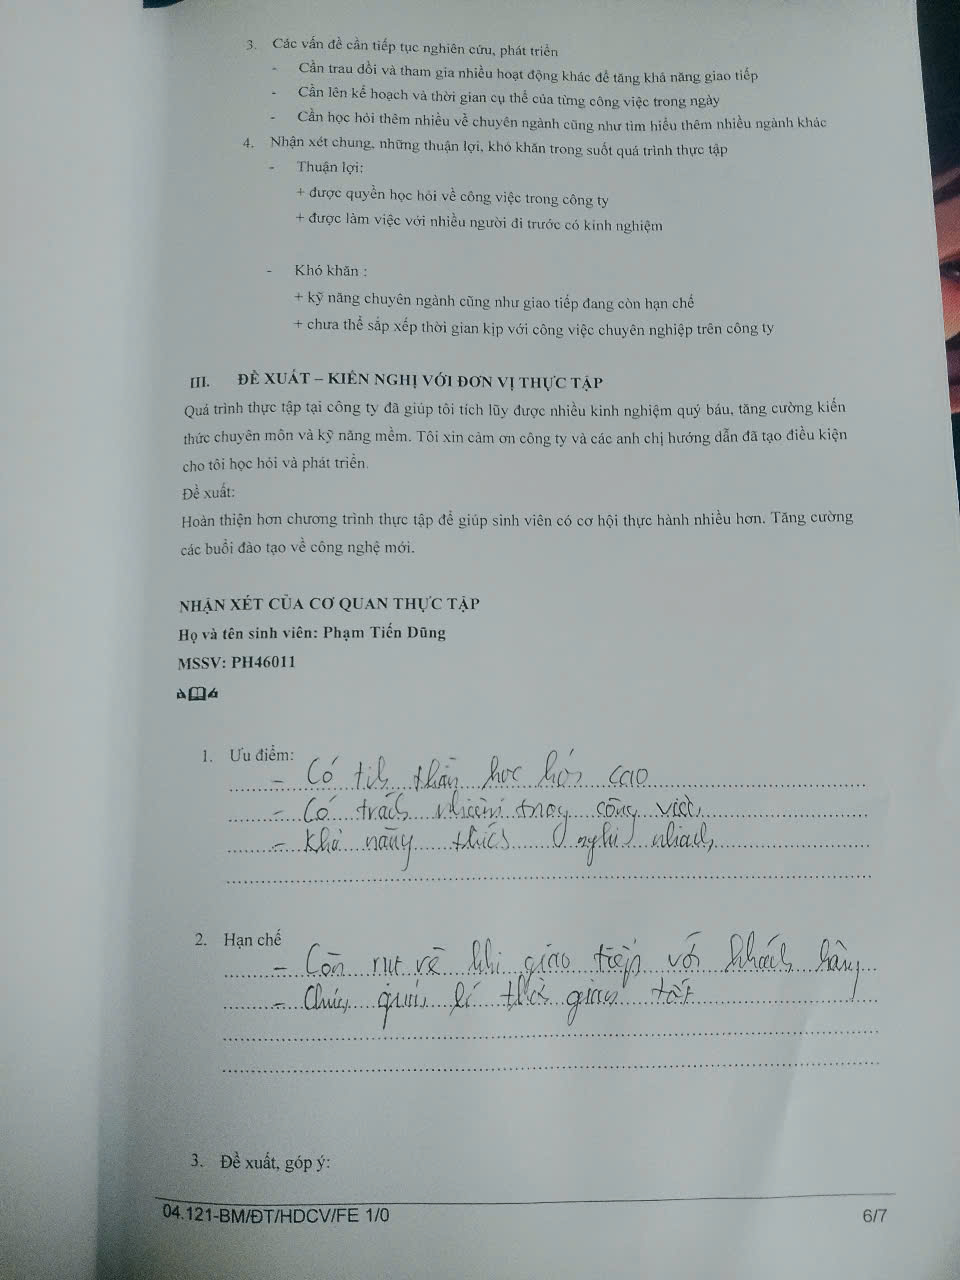 3. Các vấn đề cần tiếp tục nghiên cứu, phát triển
- Cần trau dồi và tham gia nhiều hoạt động khác để tăng khả năng giao tiếp
- Cần lên kế hoạch và thời gian cụ thể của từng công việc trong ngày
- Cần học hỏi thêm nhiều về chuyên ngành cũng như tìm hiểu thêm nhiều ngành khác
4. Nhận xét chung, những thuận lợi, khó khăn trong suốt quá trình thực tập
- Thuận lợi:
+ được quyền học hỏi về công việc trong công ty
+ được làm việc với nhiều người đi trước có kinh nghiệm
- Khó khăn :
+ kỹ năng chuyên ngành cũng như giao tiếp đang còn hạn chế
+ chưa thể sắp xếp thời gian kịp với công việc chuyên nghiệp trên công ty
III. ĐỀ XUẤT – KIẾN NGHỊ VỚI ĐƠN VỊ THỰC TẬP
Quá trình thực tập tại công ty đã giúp tôi tích lũy được nhiều kinh nghiệm quý báu, tăng cường kiến
thức chuyên môn và kỹ năng mềm. Tôi xin cảm ơn công ty và các anh chị hướng dẫn đã tạo điều kiện
cho tôi học hỏi và phát triển.
Đề xuất:
Hoàn thiện hơn chương trình thực tập để giúp sinh viên có cơ hội thực hành nhiều hơn. Tăng cường
các buổi đào tạo về công nghệ mới.
NHẬN XÉT CỦA CƠ QUAN THỰC TẬP
Họ và tên sinh viên: Phạm Tiến Dũng
MSSV: PH46011
1. Ưu điểm:
- Có tinh thần học hỏi cao
- Có trách nhiệm trong công việc
- Khả năng thích nghi nhanh
2. Hạn chế
- Còn rụt rè khi giao tiếp với khách hàng
- Chưa quản lí thời gian tốt
3. Đề xuất, góp ý:
04.121-BM/ĐT/HDCV/FE 1/0 6/7